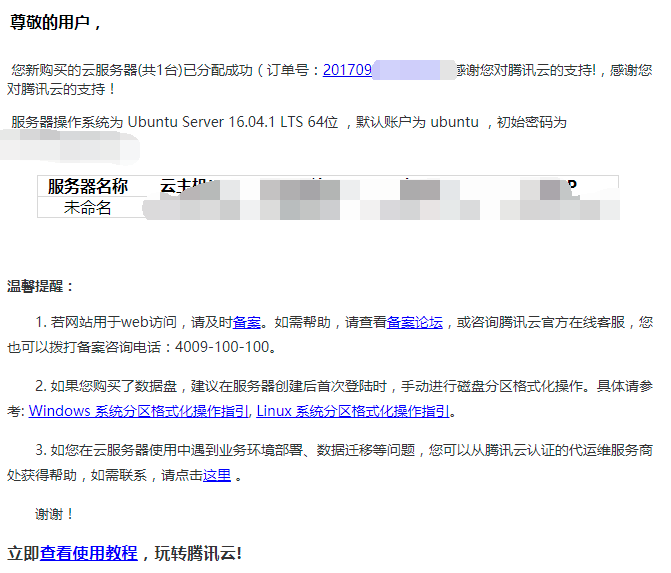 尊敬的用户，
您新购买的云服务器(共1台)已分配成功（订单号：201709 感谢您对腾讯云的支持!，感谢您
对腾讯云的支持！
服务器操作系统为 Ubuntu Server 16.04.1 LTS 64位 ，默认账户为 ubuntu ，初始密码为
服务器名称 云主机 P
未命名
温馨提醒：
1. 若网站用于web访问，请及时备案。如需帮助，请查看备案论坛，或咨询腾讯云官方在线客服，您
也可以拨打备案咨询电话：4009-100-100。
2. 如果您购买了数据盘，建议在服务器创建后首次登陆时，手动进行磁盘分区格式化操作。具体请参
考: Windows 系统分区格式化操作指引, Linux 系统分区格式化操作指引。
3. 如您在云服务器使用中遇到业务环境部署、数据迁移等问题，您可以从腾讯云认证的代运维服务商
处获得帮助，如需联系，请点击这里 。
谢谢！
立即查看使用教程，玩转腾讯云!